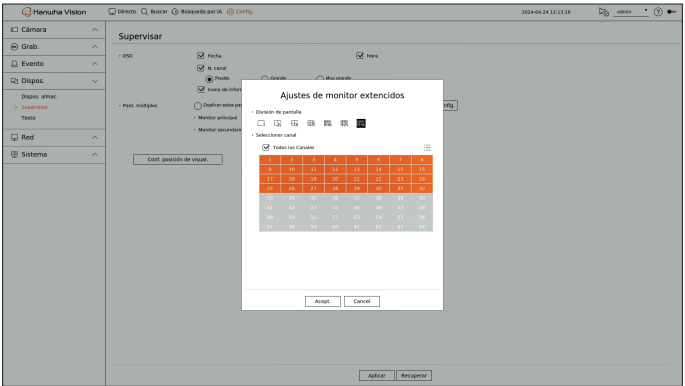 Hanwha Vision
Directo Buscar Búsqueda por IA Config.
2024-04-24 12:13:16 admin
Cámara
Grab.
Evento
Dispos.
Dispos. almac.
> Supervisar
Texto
Red
Sistema
Supervisar
OSD
Fecha Hora
N. canal
Predet. Grande Muy grande
Icono de inform
Pant. múltiples
Duplicar estas pan
Monitor principal
Monitor secundario
nfig.
Conf. posición de visual.
Ajustes de monitor extencidos
División de pantalla
Seleccionar canal
Todos los Canales
1 2 3 4 5 6 7 8
9 10 11 12 13 14 15 16
17 18 19 20 21 22 23 24
25 26 27 28 29 30 31 32
33 34 35 36 37 38 39 40
41 42 43 44 45 46 47 48
49 50 51 52 53 54 55 56
57 58 59 60 61 62 63 64
Acept. Cancel
Aplicar Recuperar